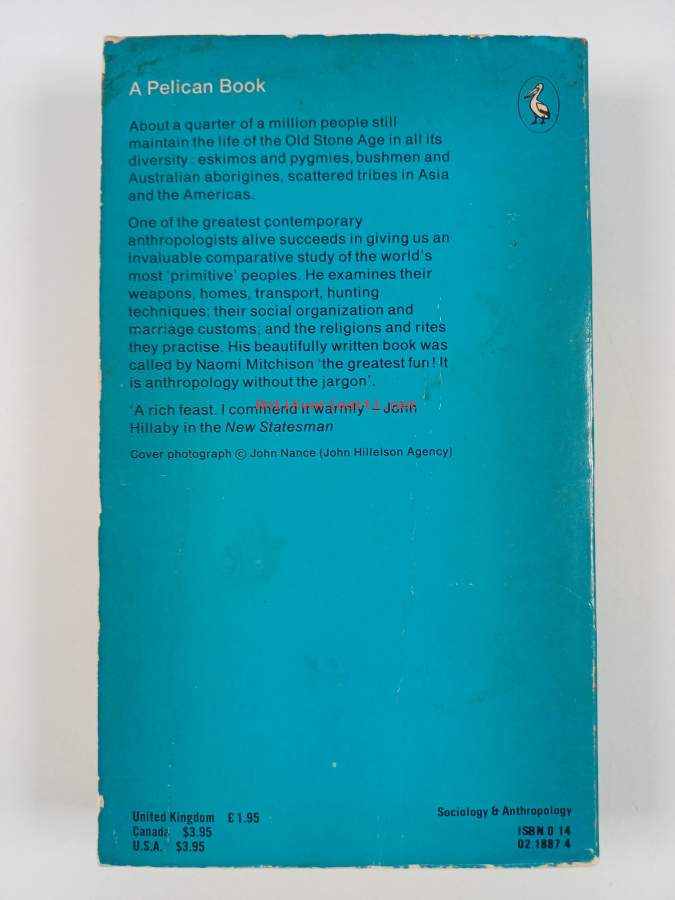 A Pelican Book
About a quarter of a million people still
maintain the life of the Old Stone Age in all its
diversity: eskimos and pygmies, bushmen and
Australian aborigines, scattered tribes in Asia
and the Americas.
One of the greatest contemporary
anthropologists alive succeeds in giving us an
invaluable comparative study of the world's
most 'primitive' peoples. He examines their
weapons, homes, transport, hunting
techniques; their social organization and
marriage customs; and the religions and rites
they practise. His beautifully written book was
called by Naomi Mitchison 'the greatest fun! It
is anthropology without the jargon'.
Antikvariaatti.net
'A rich feast. I commend it warmly' – John
Hillaby in the New Statesman
Cover photograph © John Nance (John Hillelson Agency)
United Kingdom £1.95
Canada $3.95
U.S.A. $3.95
Sociology & Anthropology
ISBN 0 14
02.1887 4